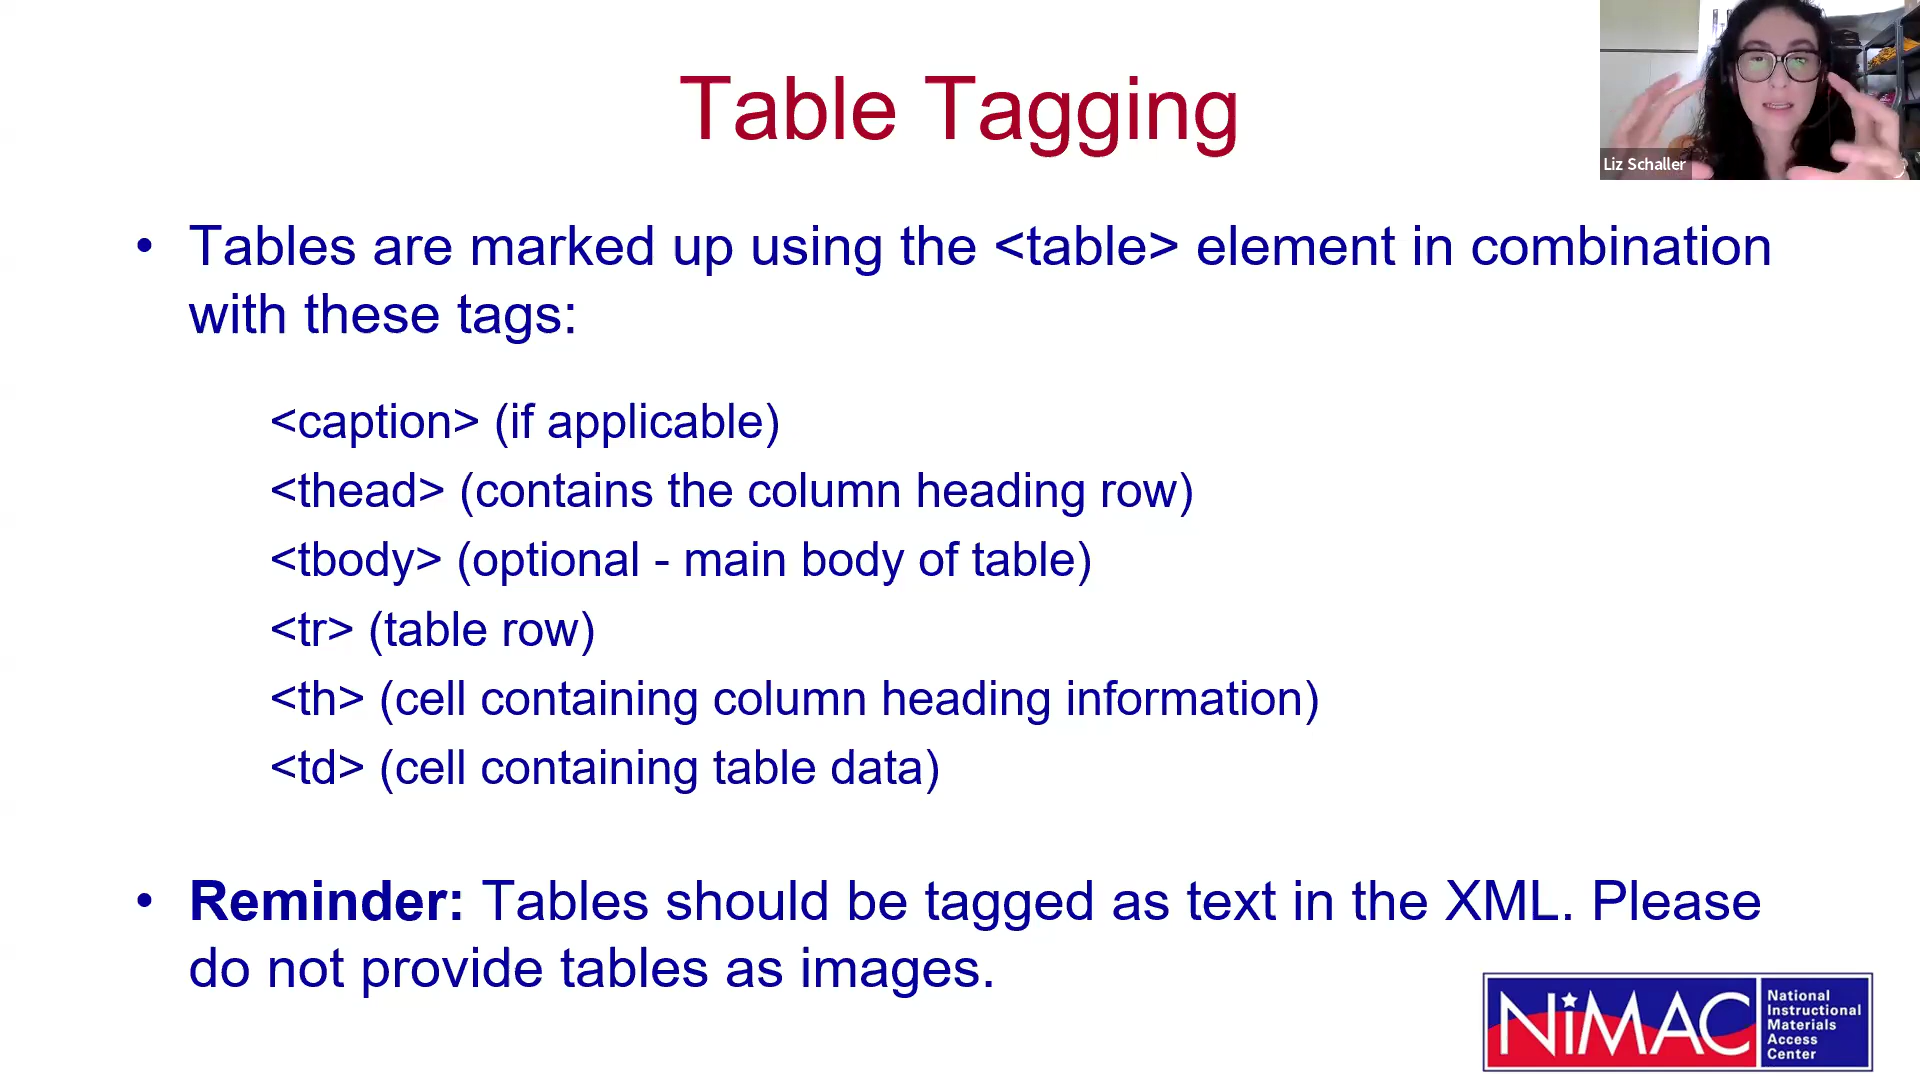 Table Tagging
Liz Schaller
• Tables are marked up using the <table> element in combination
with these tags:
<caption> (if applicable)
<thead> (contains the column heading row)
<tbody> (optional - main body of table)
<tr> (table row)
<th> (cell containing column heading information)
<td> (cell containing table data)
• Reminder: Tables should be tagged as text in the XML. Please
do not provide tables as images.
NiMAC
National
Instructional
Materials
Access
Center